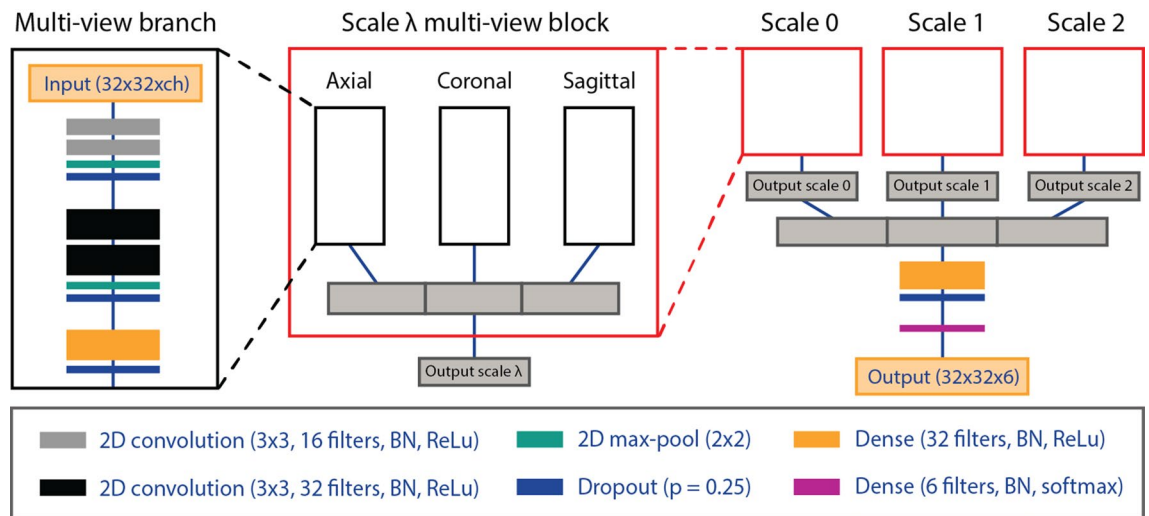 Multi-view branch
Scale λ multi-view block
Scale 0
Scale 1
Scale 2
Input (32x32xch)
Axial
Coronal
Sagittal
Output scale 0
Output scale 1
Output scale 2
Output scale λ
Output (32x32x6)
2D convolution (3x3, 16 filters, BN, ReLu)
2D max-pool (2x2)
Dense (32 filters, BN, ReLu)
2D convolution (3x3, 32 filters, BN, ReLu)
Dropout (p = 0.25)
Dense (6 filters, BN, softmax)